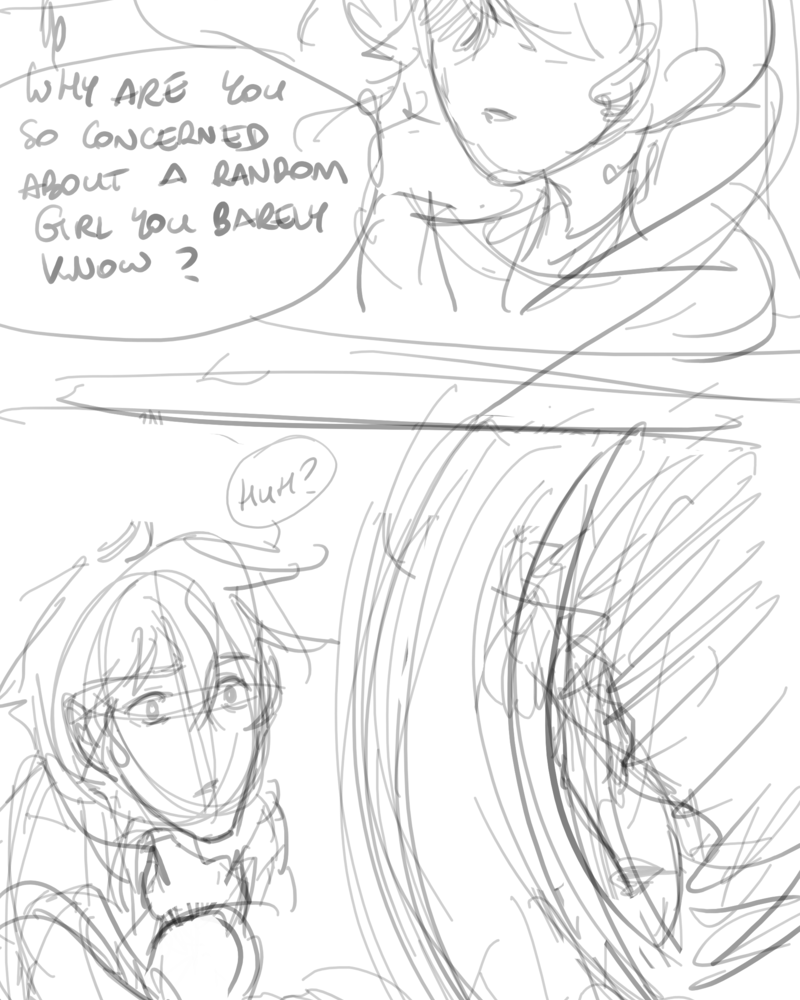 WHY ARE YOU
SO CONCERNED
ABOUT A RANDOM
GIRL YOU BARELY
KNOW ?
HUH?